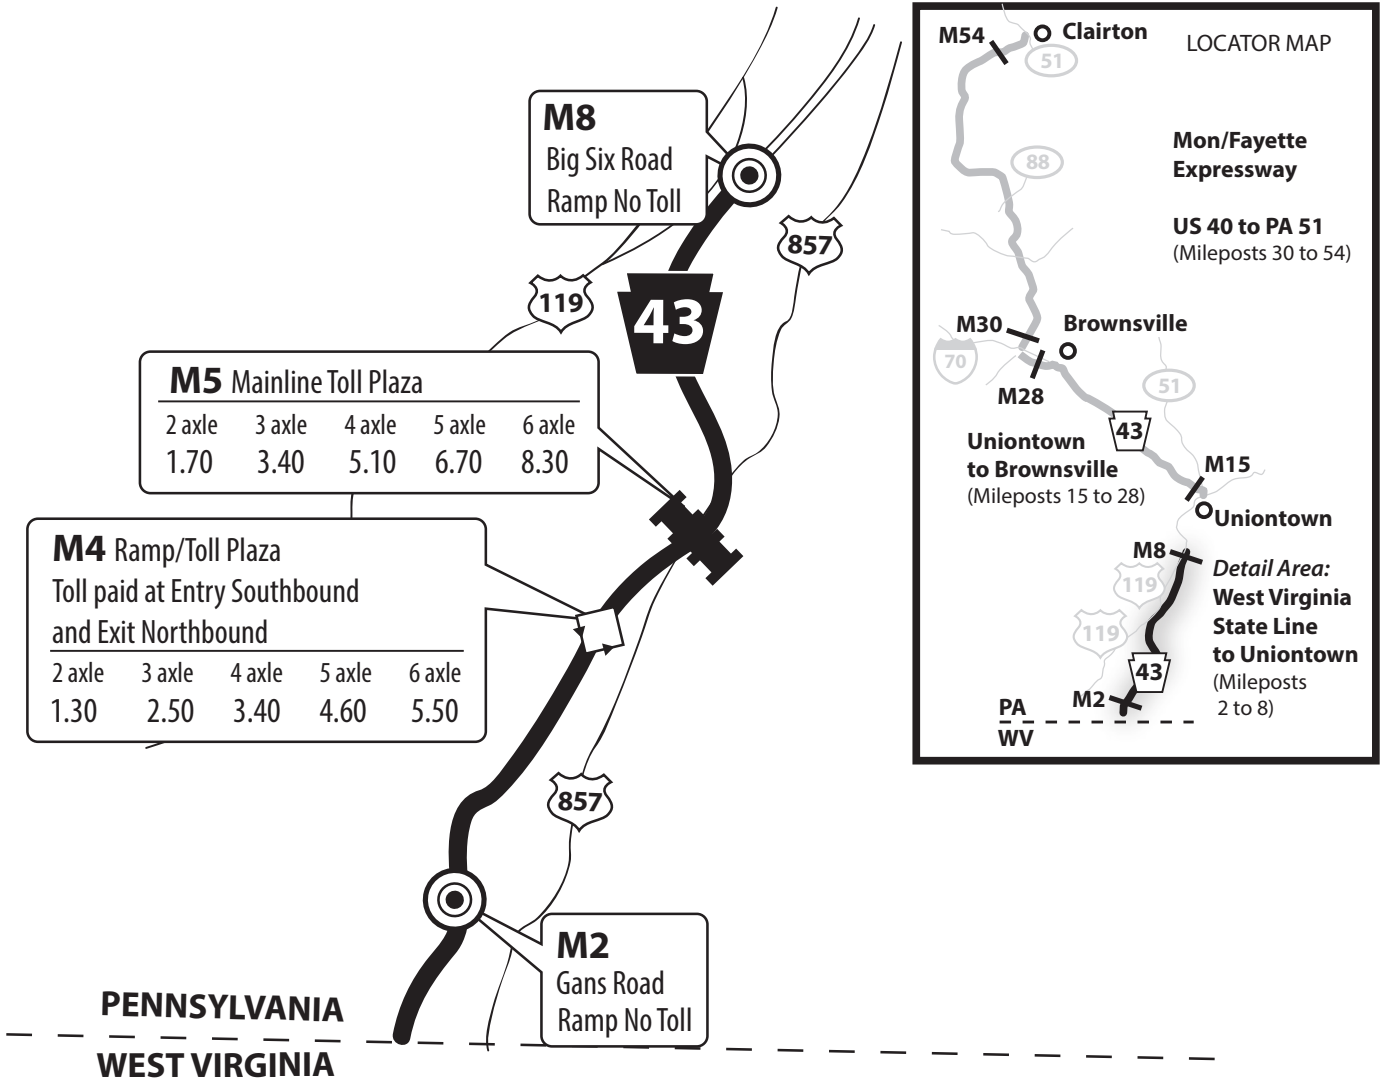 M8
Big Six Road
Ramp No Toll
857
119
43
M5 Mainline Toll Plaza
2 axle 3 axle 4 axle 5 axle 6 axle
1.70 3.40 5.10 6.70 8.30
M4 Ramp/Toll Plaza
Toll paid at Entry Southbound
and Exit Northbound
2 axle 3 axle 4 axle 5 axle 6 axle
1.30 2.50 3.40 4.60 5.50
857
M2
Gans Road
Ramp No Toll
PENNSYLVANIA
WEST VIRGINIA
LOCATOR MAP
M54
Clairton
51
Mon/Fayette
Expressway
88
US 40 to PA 51
(Mileposts 30 to 54)
M30
Brownsville
70
M28
51
43
Uniontown
to Brownsville
(Mileposts 15 to 28)
M15
Uniontown
M8
119
Detail Area:
West Virginia
State Line
to Uniontown
(Mileposts
2 to 8)
119
43
M2
PA
WV